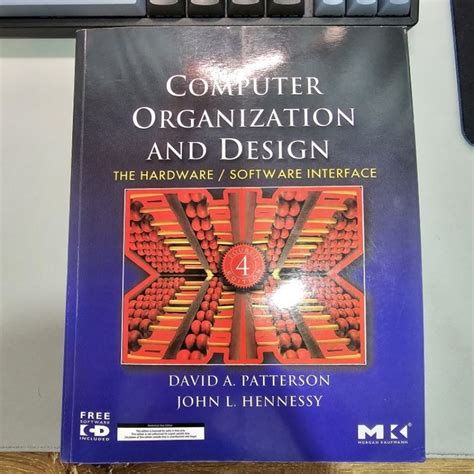 COMPUTER
ORGANIZATION
AND DESIGN
THE HARDWARE / SOFTWARE INTERFACE
4
DAVID A. PATTERSON
JOHN L. HENNESSY
FREE
SOFTWARE
CD
INCLUDED
MK
MORGAN KAUFMANN